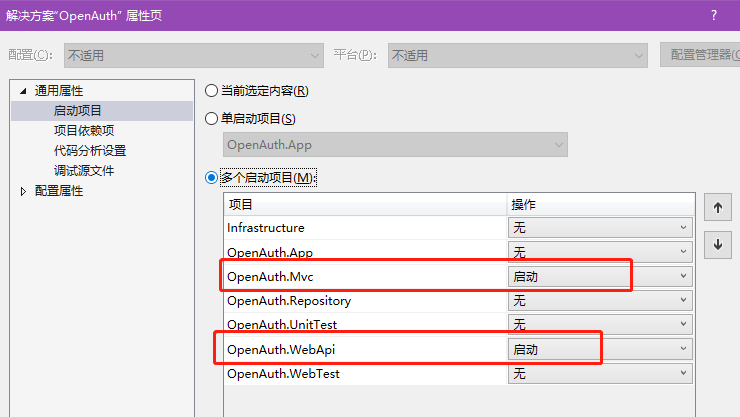 解决方案"OpenAuth" 属性页 ?
配置(C): 不适用 平台(P): 不适用 配置管理器(
通用属性
启动项目
项目依赖项
代码分析设置
调试源文件
配置属性
当前选定内容(R)
单启动项目(S)
OpenAuth.App
多个启动项目(M):
项目 操作
Infrastructure 无
OpenAuth.App 无
OpenAuth.Mvc 启动
OpenAuth.Repository 无
OpenAuth.UnitTest 无
OpenAuth.WebApi 启动
OpenAuth.WebTest 无